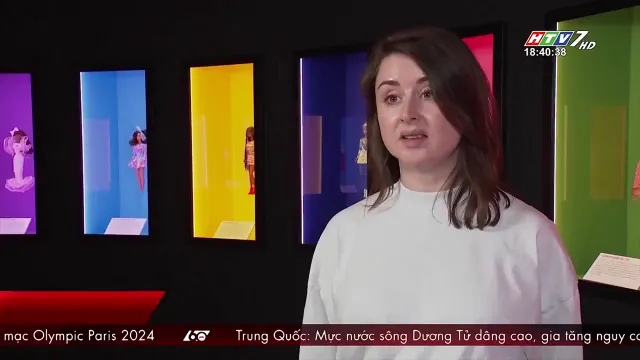 HTV7 HD
18:40:38
mạc Olympic Paris 2024 60 Trung Quốc: Mực nước sông Dương Tử dâng cao, gia tăng nguy c